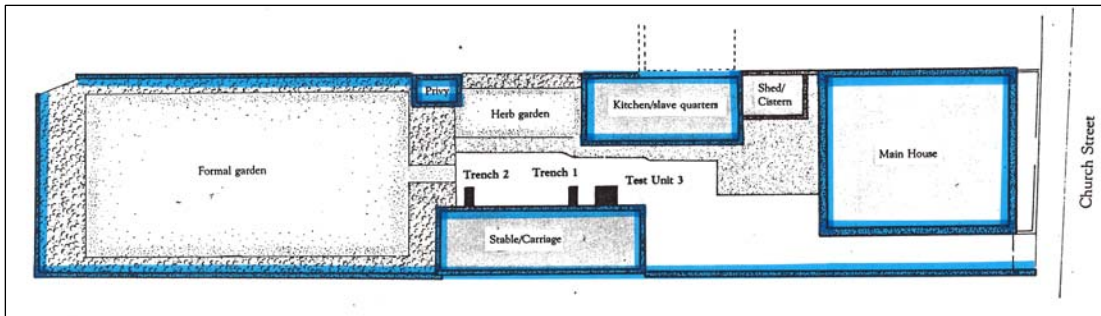 Privy
Herb garden
Kitchen/slave quarters
Shed/
Cistern
Main House
Church Street
Formal garden
Trench 2
Trench 1
Test Unit 3
Stable/Carriage